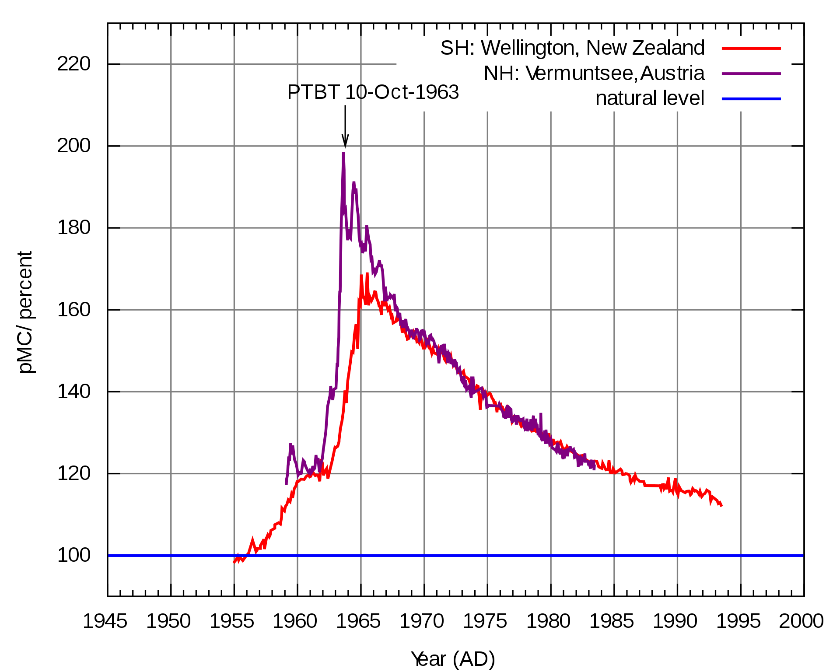 SH: Wellington, New Zealand
NH: Vermuntsee, Austria
natural level
PTBT 10-Oct-1963
220
200
180
160
140
120
100
pMC/ percent
1945 1950 1955 1960 1965 1970 1975 1980 1985 1990 1995 2000
Year (AD)